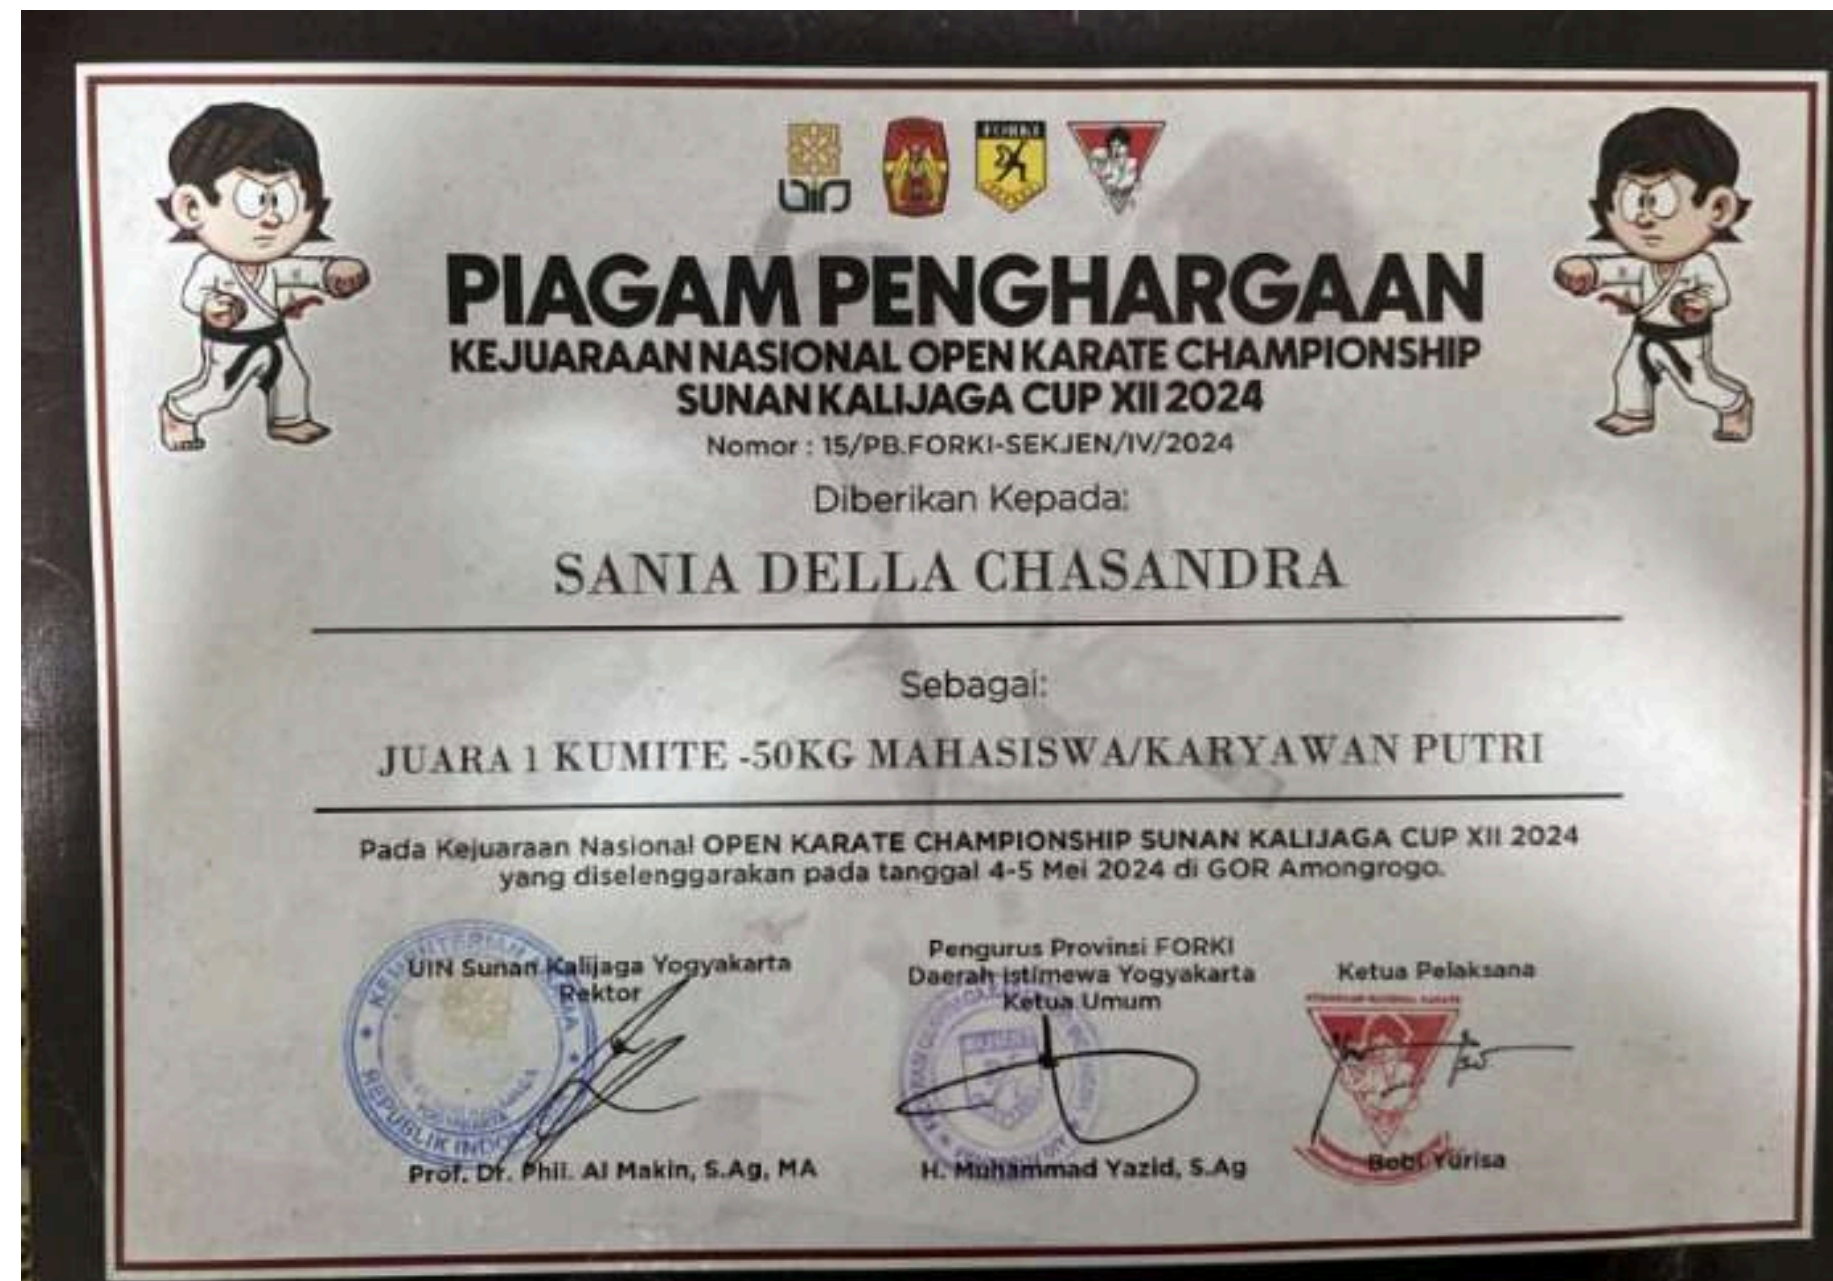 UIN
FORKI
PIAGAM PENGHARGAAN
KEJUARAAN NASIONAL OPEN KARATE CHAMPIONSHIP
SUNAN KALIJAGA CUP XII 2024
Nomor : 15/PB.FORKI-SEKJEN/IV/2024
Diberikan Kepada:
SANIA DELLA CHASANDRA
Sebagai:
JUARA 1 KUMITE -50KG MAHASISWA/KARYAWAN PUTRI
Pada Kejuaraan Nasional OPEN KARATE CHAMPIONSHIP SUNAN KALIJAGA CUP XII 2024
yang diselenggarakan pada tanggal 4-5 Mei 2024 di GOR Amongrogo.
UIN Sunan Kalijaga Yogyakarta
Rektor
REPUBLIK
Prof. Dr. Phil. Al Makin, S.Ag, MA
Pengurus Provinsi FORKI
Daerah Istimewa Yogyakarta
Ketua Umum
H. Muhammad Yazid, S.Ag
Ketua Pelaksana
Bobi Yurisa